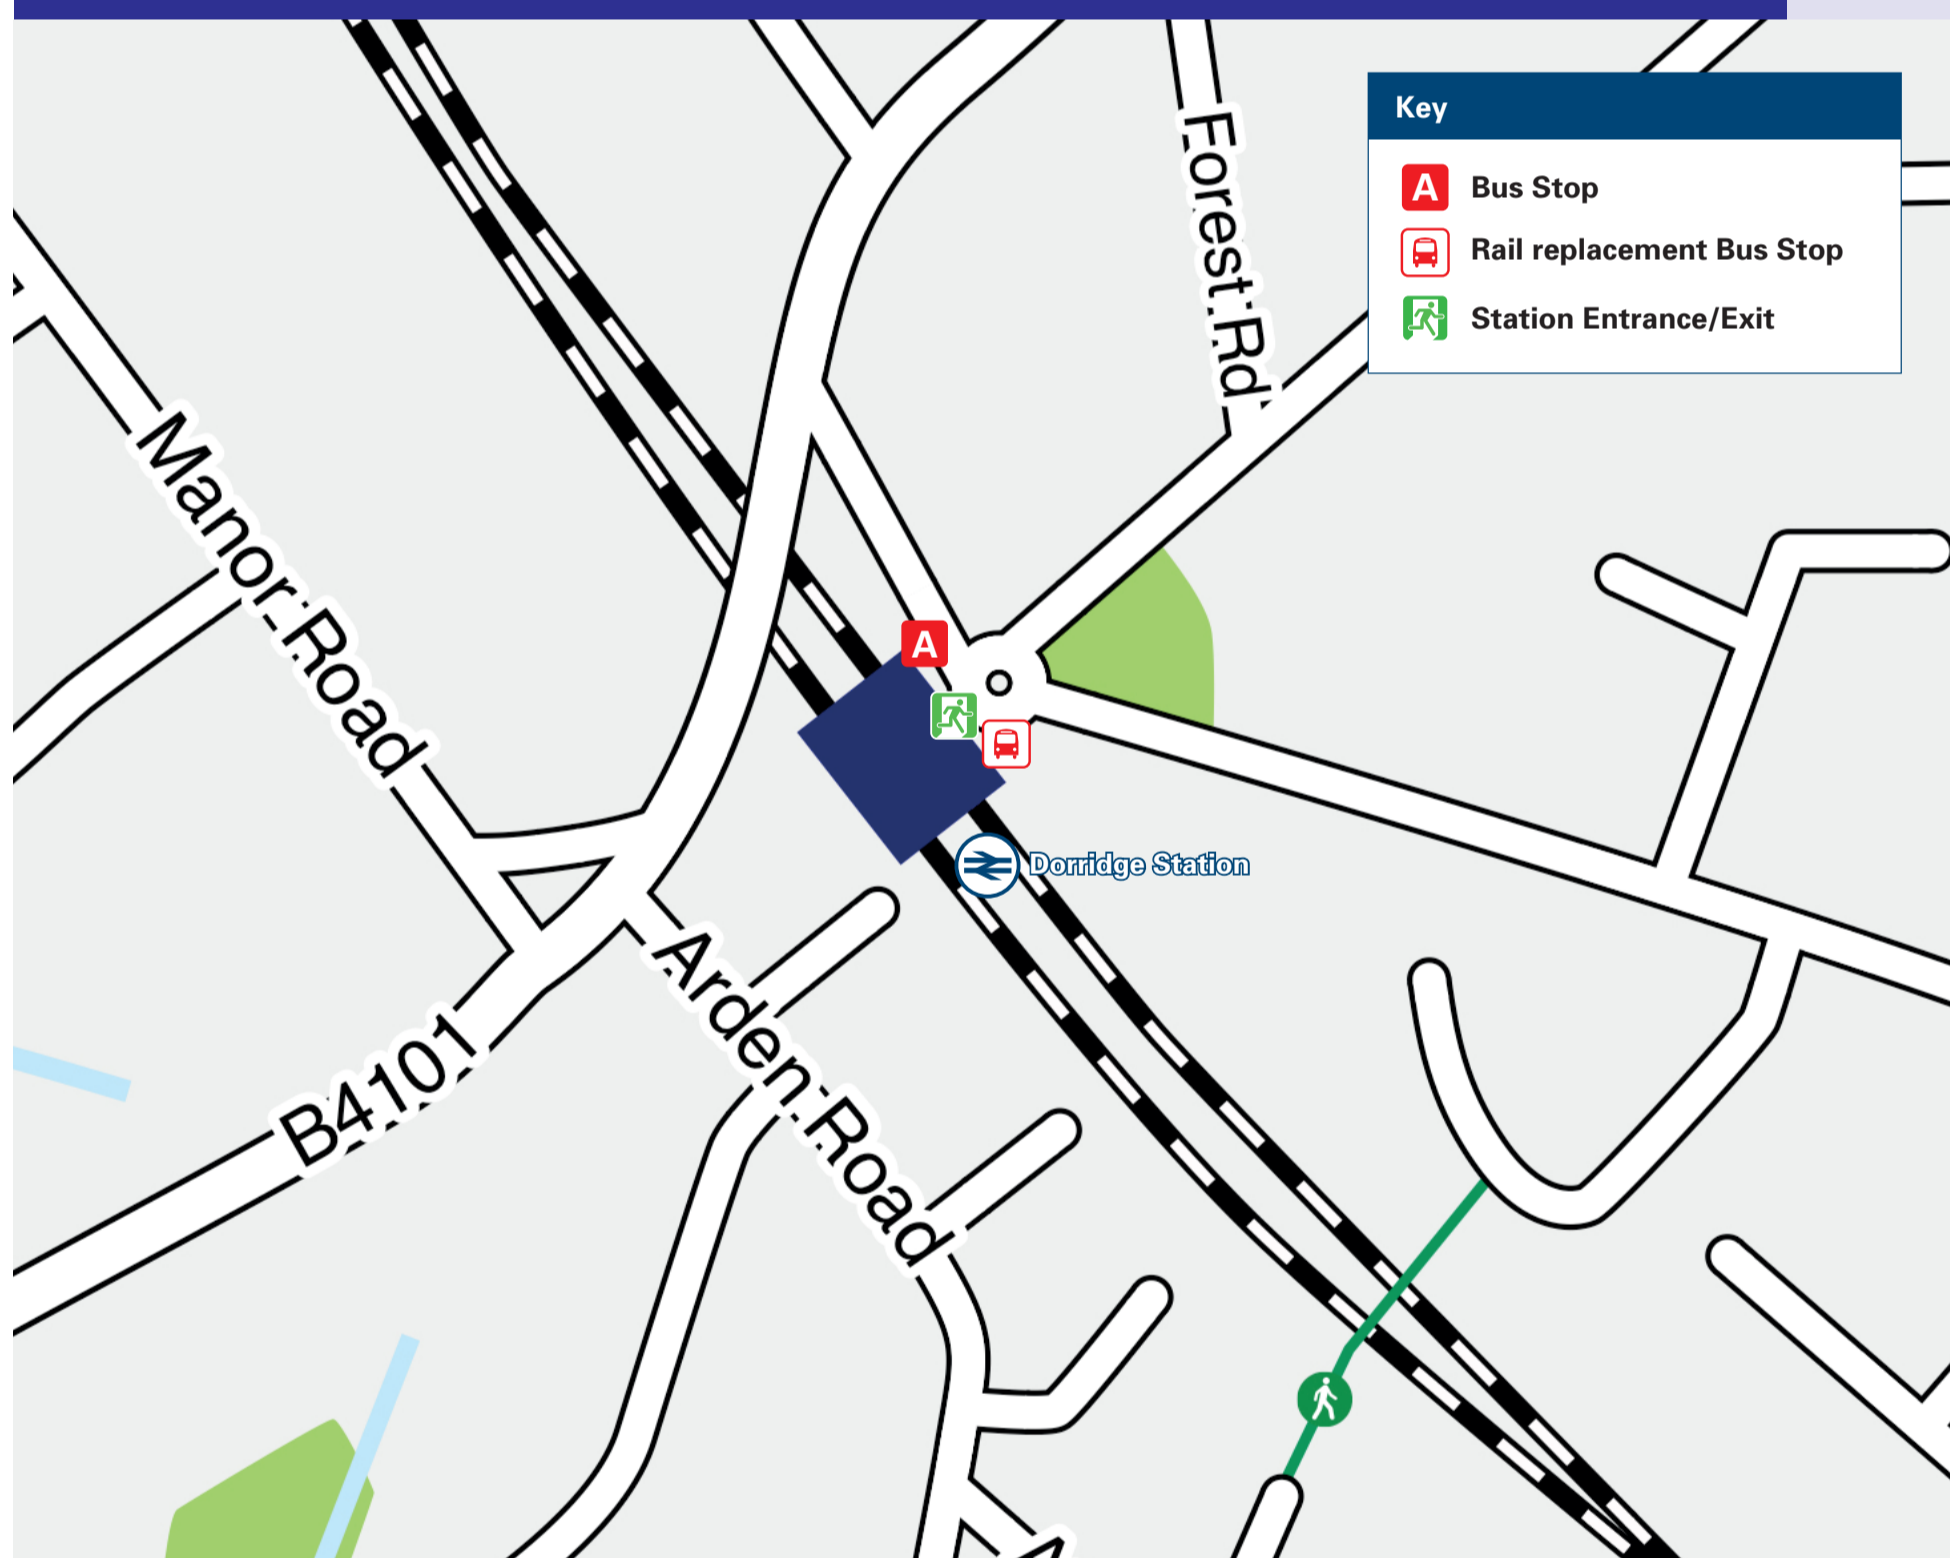 Key
A Bus Stop
Rail replacement Bus Stop
Station Entrance/Exit
Forest Rd
Manor Road
A
Dorridge Station
Arden Road
B4101